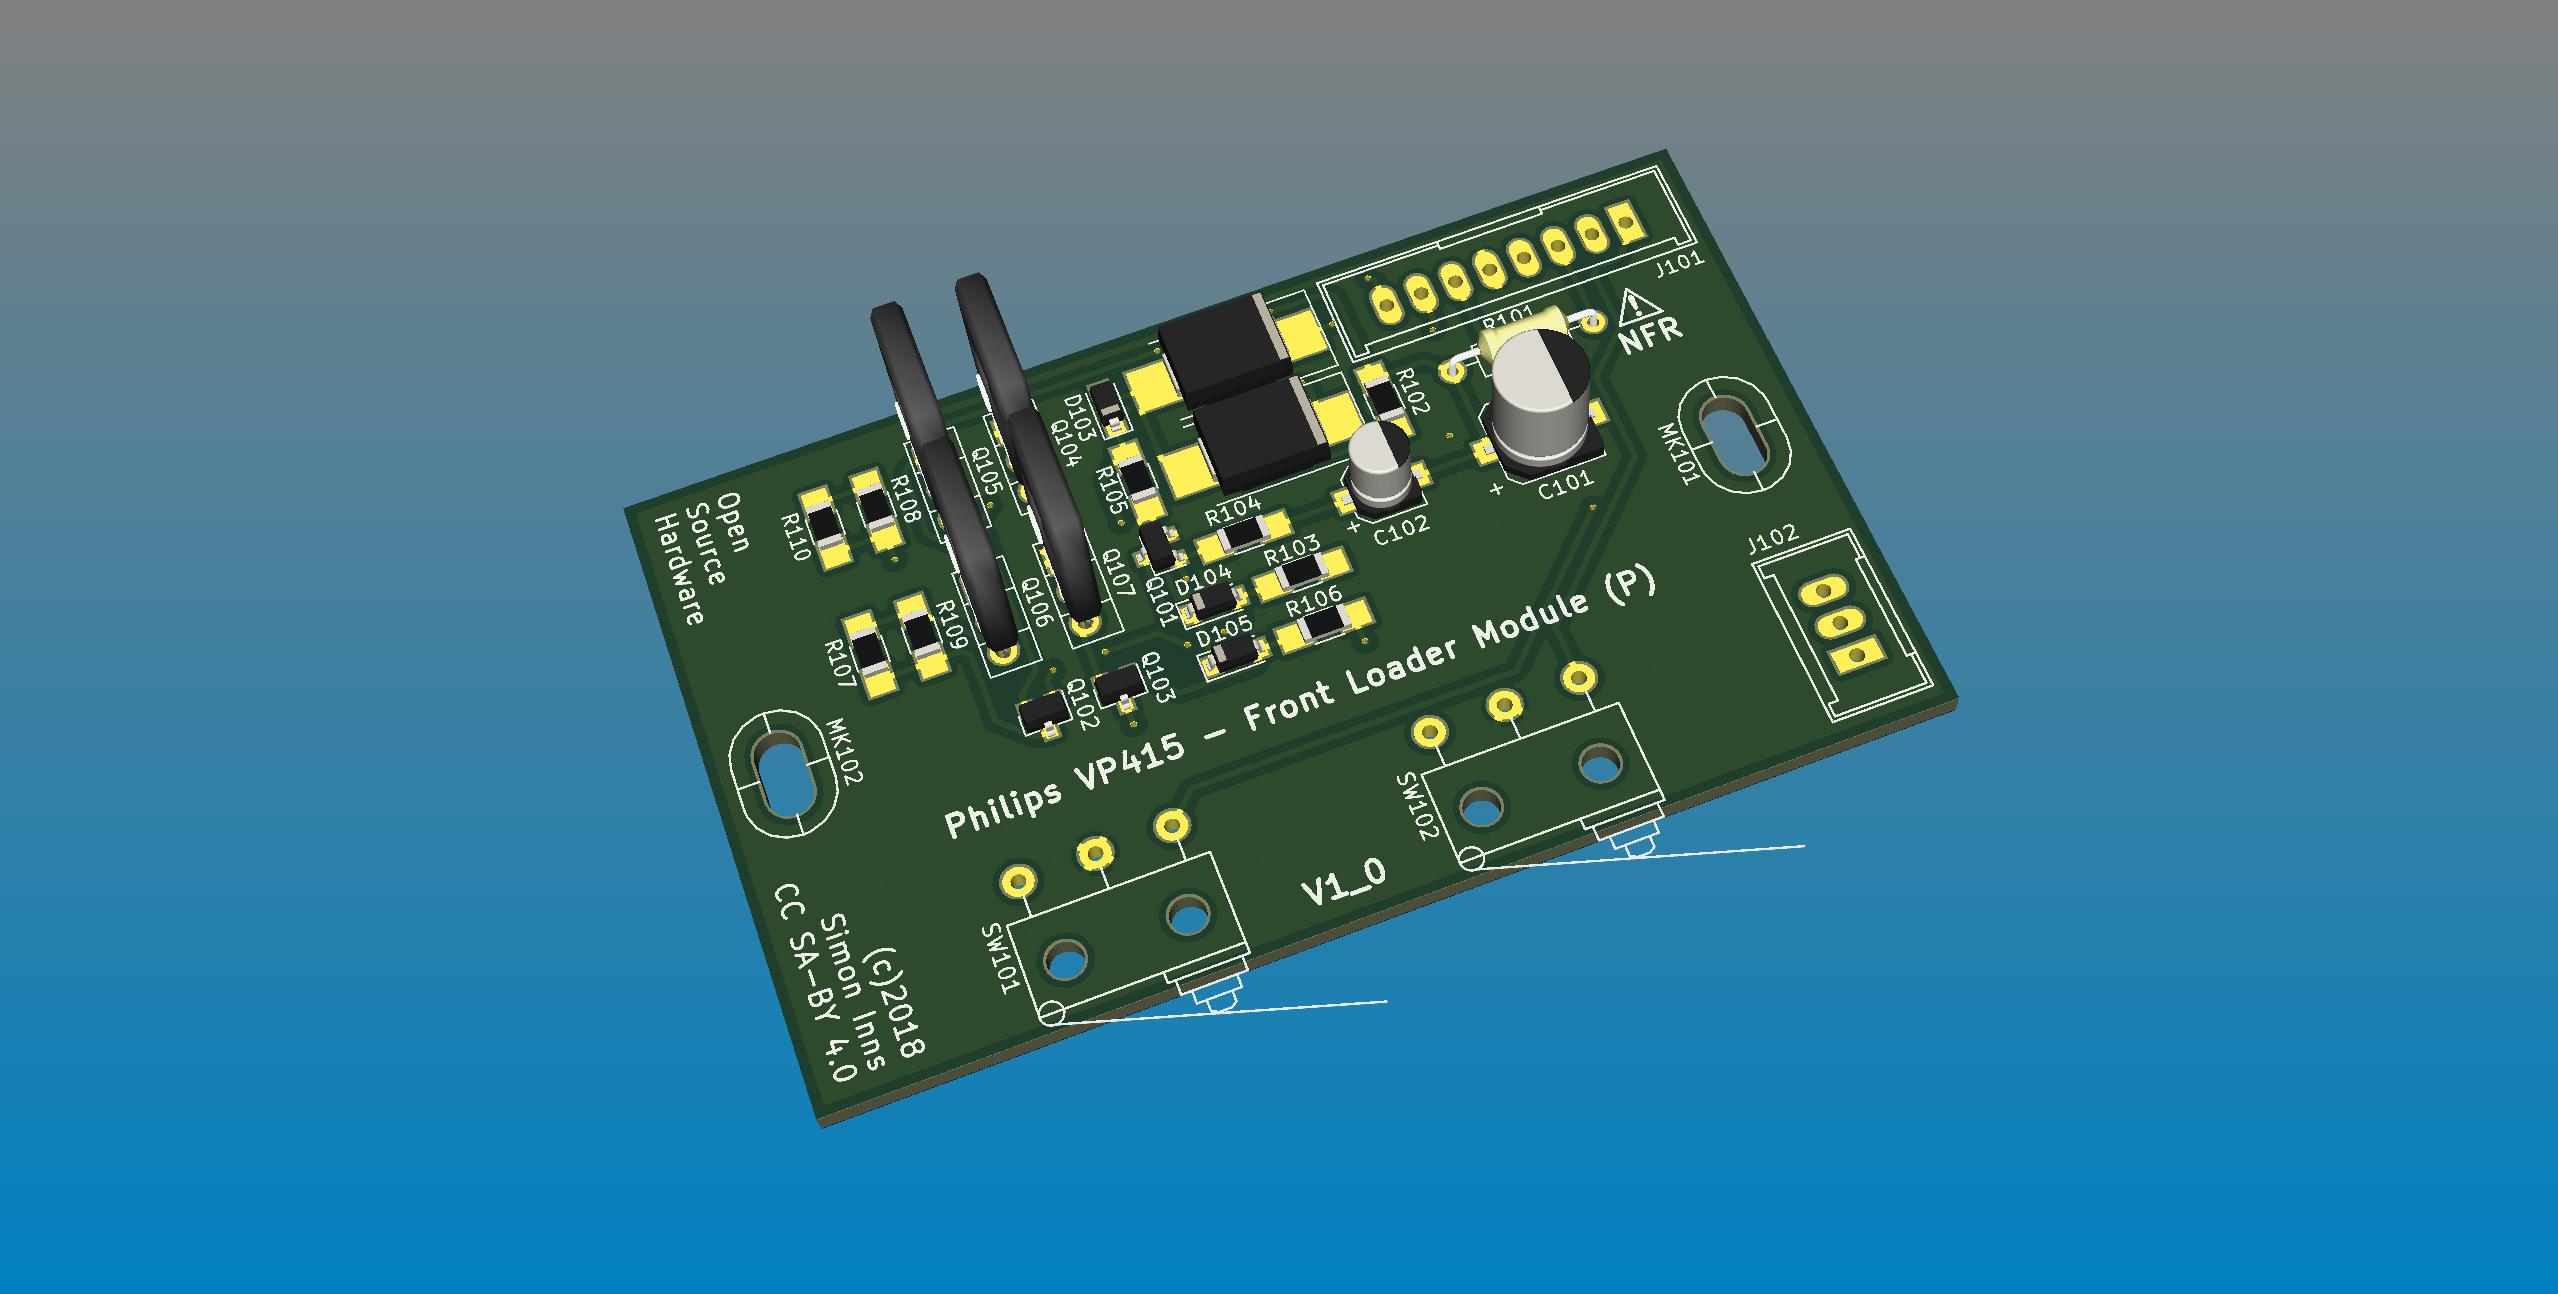 J101
R101
NFR
R102
D103
Q104
R105
Q105
R108
R110
Open
Source
Hardware
MK101
C101
+
C102
+
R104
R103
J102
Q107
Q106
Q101
D104
R106
D105
R109
R107
Q103
Q102
MK102
Philips VP415 – Front Loader Module (P)
SW102
V1_0
SW101
(c)2018
Simon Inns
CC SA-BY 4.0